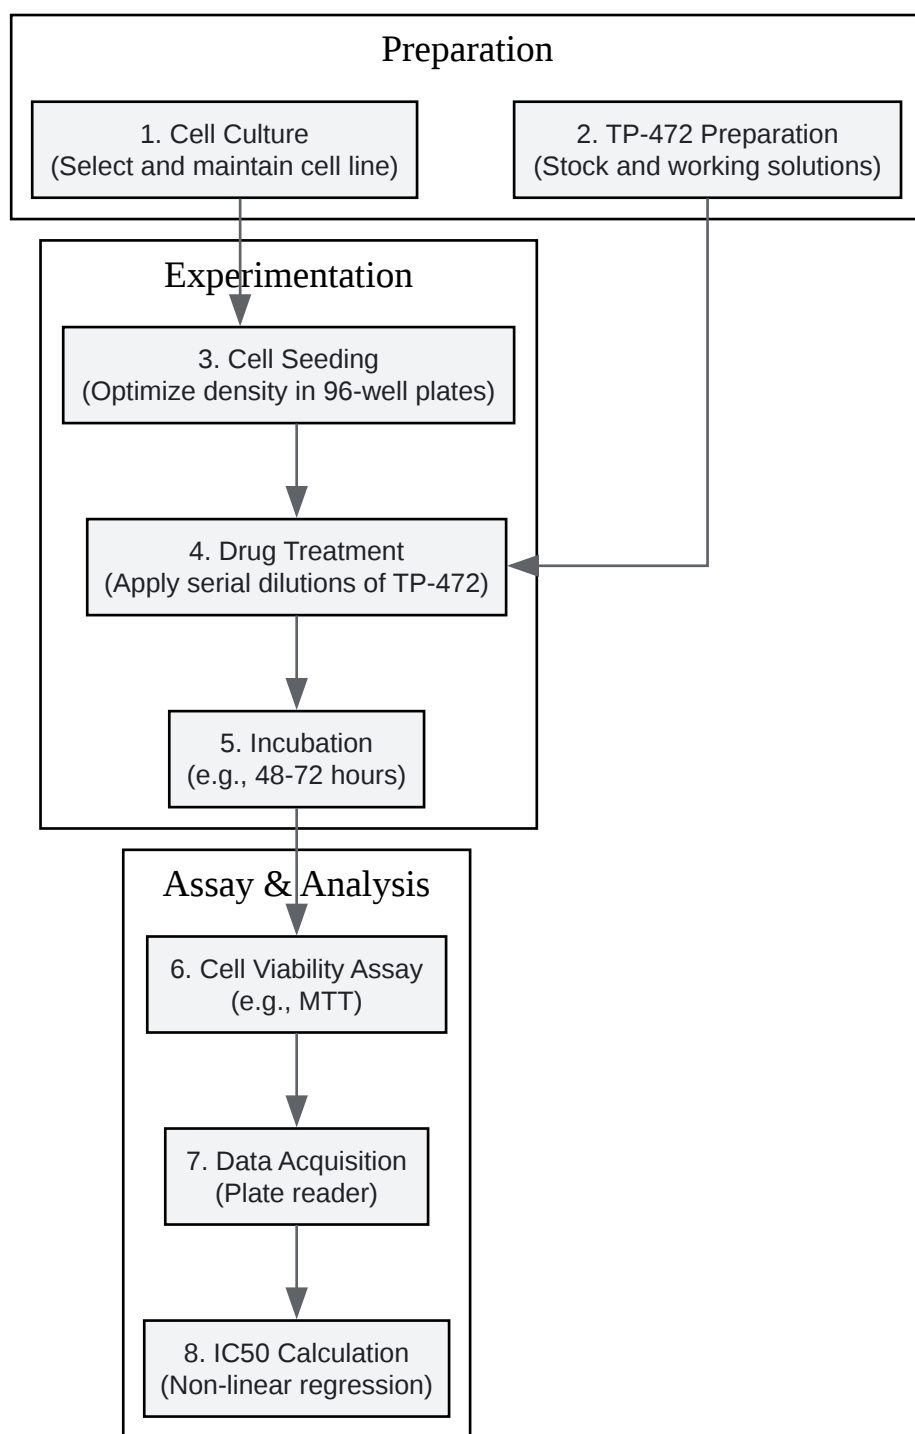 Preparation
1. Cell Culture
(Select and maintain cell line)
2. TP-472 Preparation
(Stock and working solutions)
Experimentation
3. Cell Seeding
(Optimize density in 96-well plates)
4. Drug Treatment
(Apply serial dilutions of TP-472)
5. Incubation
(e.g., 48-72 hours)
Assay & Analysis
6. Cell Viability Assay
(e.g., MTT)
7. Data Acquisition
(Plate reader)
8. IC50 Calculation
(Non-linear regression)